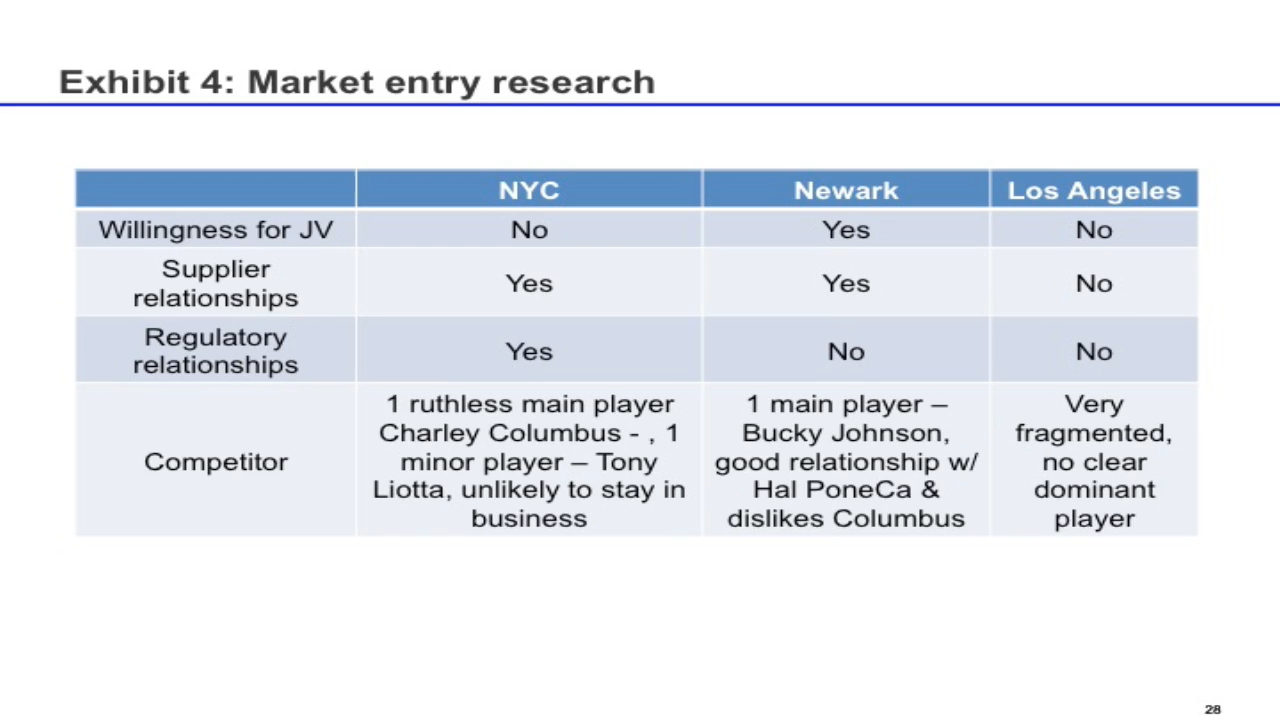 Exhibit 4: Market entry research
NYC
Newark
Los Angeles
Willingness for JV
No
Yes
No
Supplier
relationships
Yes
Yes
No
Regulatory
relationships
Yes
No
No
Competitor
1 ruthless main player
Charley Columbus - , 1
minor player – Tony
Liotta, unlikely to stay in
business
1 main player –
Bucky Johnson,
good relationship w/
Hal PoneCa &
dislikes Columbus
Very
fragmented,
no clear
dominant
player
28